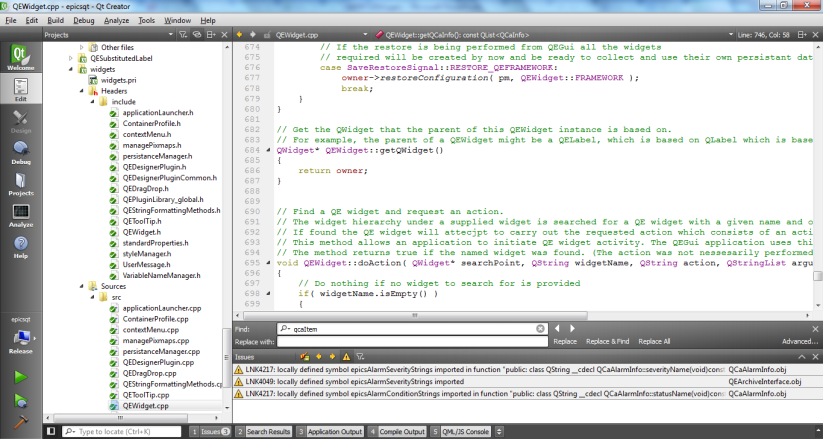 QEWidget.cpp - epicsqt - Qt Creator
File Edit Build Debug Analyze Tools Window Help
Projects
QEWidget.cpp
QEWidget::getQCaInfo(): const QList<QCaInfo>
Line: 746, Col: 58
Welcome
Edit
Design
Debug
Projects
Analyze
Help
epicsqt
Release
Other files
QESubstitutedLabel
widgets
widgets.pri
Headers
include
applicationLauncher.h
ContainerProfile.h
contextMenu.h
managePixmaps.h
persistanceManager.h
QEDesignerPlugin.h
QEDesignerPluginCommon.h
QEDragDrop.h
QEPluginLibrary_global.h
QEStringFormattingMethods.h
QEToolTip.h
QEWidget.h
standardProperties.h
styleManager.h
UserMessage.h
VariableNameManager.h
Sources
src
applicationLauncher.cpp
ContainerProfile.cpp
contextMenu.cpp
managePixmaps.cpp
persistanceManager.cpp
QEDesignerPlugin.cpp
QEDragDrop.cpp
QEStringFormattingMethods.cp
QEToolTip.cpp
QEWidget.cpp
674 // If the restore is being performed from QEGui all the widgets
675 // required will be created by now and be ready to collect and use their own persistant dat
676 case SaveRestoreSignal::RESTORE_QEFRAMEWORK:
677 owner->restoreConfiguration( pm, QEWidget::FRAMEWORK );
678 break;
679 }
680 }
681
682 // Get the QWidget that the parent of this QEWidget instance is based on.
683 // For example, the parent of a QEWidget might be a QELabel, which is based on QLabel which is base
684 QWidget* QEWidget::getQWidget()
685 {
686 return owner;
687 }
688
689
690 // Find a QE widget and request an action.
691 // The widget hierarchy under a supplied widget is searched for a QE widget with a given name and o
692 // If found the QE widget will attecjpt to carry out the requested action which consists of an acti
693 // This method allows an application to initiate QE widget activity. The QEGui application uses thi
694 // The method returns true if the named widget was found. (The action was not nessesarily performed
695 void QEWidget::doAction( QWidget* searchPoint, QString widgetName, QString action, QStringList argu
696 {
697 // Do nothing if no widget to search for is provided
698 if( widgetName.isEmpty() )
699 {
Find: qcaItem
Replace with: Replace Replace & Find Replace All Advanced...
Issues
LNK4217: locally defined symbol epicsAlarmSeverityStrings imported in function "public: class QString __cdecl QCaAlarmInfo::severityName(void)cons QCaAlarmInfo.obj
LNK4049: locally defined symbol epicsAlarmSeverityStrings imported QEArchiveInterface.obj
LNK4217: locally defined symbol epicsAlarmConditionStrings imported in function "public: class QString __cdecl QCaAlarmInfo::statusName(void)const QCaAlarmInfo.obj
Type to locate (Ctrl+K)
1 Issues 3
2 Search Results
3 Application Output
4 Compile Output
5 QML/JS Console